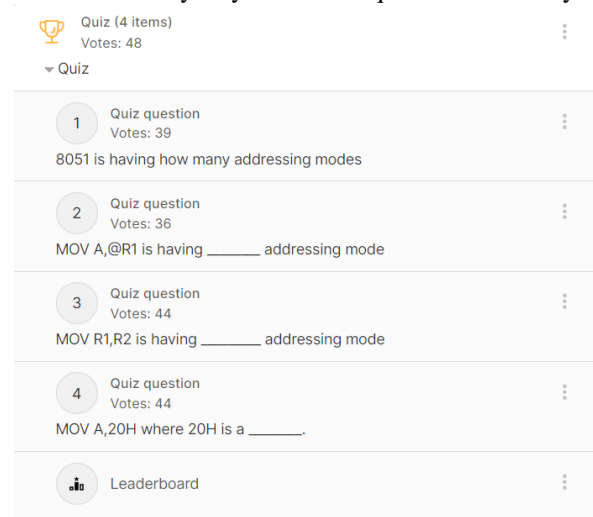 Quiz (4 items)
Votes: 48
Quiz
1
Quiz question
Votes: 39
8051 is having how many addressing modes
2
Quiz question
Votes: 36
MOV A,@R1 is having _______ addressing mode
3
Quiz question
Votes: 44
MOV R1,R2 is having ________ addressing mode
4
Quiz question
Votes: 44
MOV A,20H where 20H is a _______.
Leaderboard